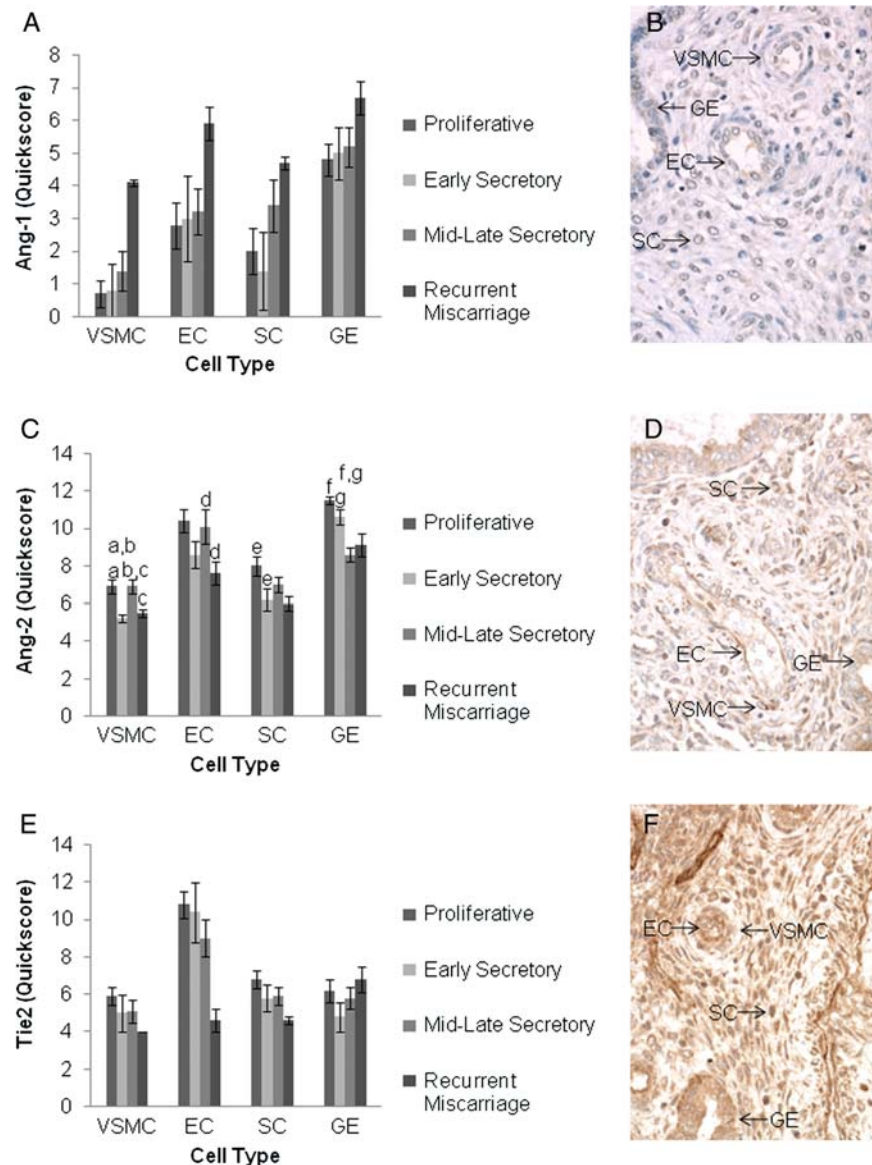 A
Ang-1 (Quickscore)
8
7
6
5
4
3
2
1
0
VSMC EC SC GE
Cell Type
Proliferative
Early Secretory
Mid-Late Secretory
Recurrent
Miscarriage
B
VSMC
GE
EC
SC
C
Ang-2 (Quickscore)
14
12
10
8
6
4
2
0
a,b
a b b,c
c
d
d
e
e
f f,g
g
VSMC EC SC GE
Cell Type
Proliferative
Early Secretory
Mid-Late Secretory
Recurrent
Miscarriage
D
SC
EC
GE
VSMC
E
Tie2 (Quickscore)
14
12
10
8
6
4
2
0
VSMC EC SC GE
Cell Type
Proliferative
Early Secretory
Mid-Late Secretory
Recurrent
Miscarriage
F
EC VSMC
SC
GE